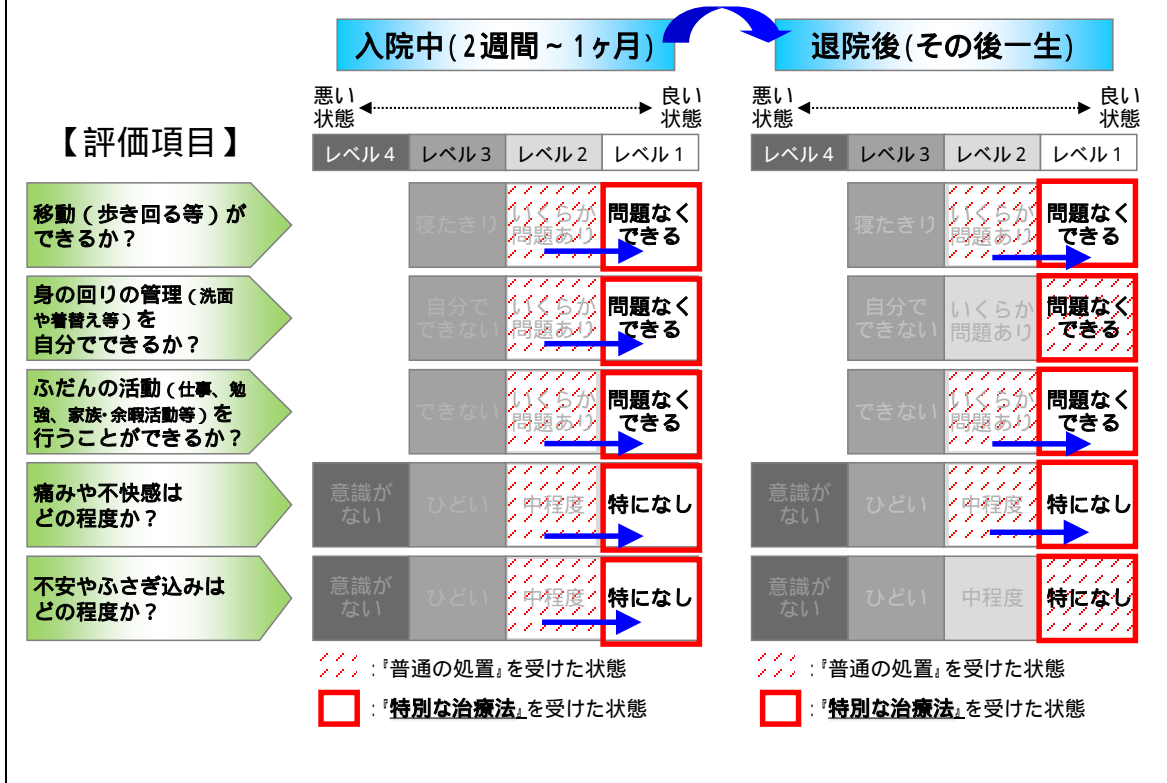 入院中(2週間～1ヶ月)
退院後(その後一生)
悪い
状態
良い
状態
悪い
状態
良い
状態
【評価項目】
レベル4 レベル3 レベル2 レベル1
レベル4 レベル3 レベル2 レベル1
移動(歩き回る等)が
できるか？
寝たきり
いくらか
問題あり
問題なく
できる
寝たきり
いくらか
問題あり
問題なく
できる
身の回りの管理(洗面
や着替え等)を
自分でできるか？
自分で
できない
いくらか
問題あり
問題なく
できる
自分で
できない
いくらか
問題あり
問題なく
できる
ふだんの活動(仕事、勉
強、家族・余暇活動等)を
行うことができるか？
できない
いくらか
問題あり
問題なく
できる
できない
いくらか
問題あり
問題なく
できる
痛みや不快感は
どの程度か？
意識が
ない
ひどい
中程度
特になし
意識が
ない
ひどい
中程度
特になし
不安やふさぎ込みは
どの程度か？
意識が
ない
ひどい
中程度
特になし
意識が
ない
ひどい
中程度
特になし
:『普通の処置』を受けた状態
:『特別な治療法』を受けた状態
:『普通の処置』を受けた状態
:『特別な治療法』を受けた状態